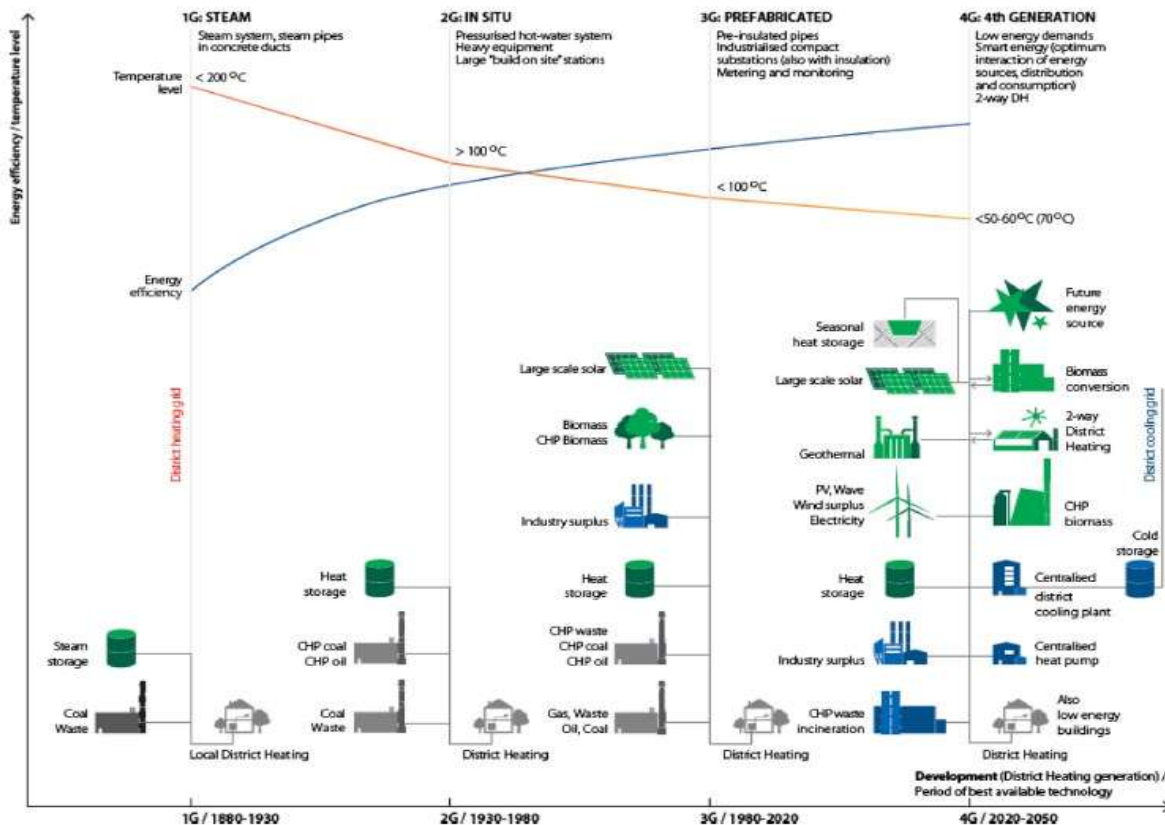 1G: STEAM
Steam system, steam pipes
in concrete ducts
2G: IN SITU
Pressurised hot-water system
Heavy equipment
Large "build on site" stations
3G: PREFABRICATED
Pre-insulated pipes
Industrialised compact
substations (also with insulation)
Metering and monitoring
4G: 4th GENERATION
Low energy demands
Smart energy (optimum
interaction of energy
sources, distribution
and consumption)
2-way DH
Energy efficiency / temperature level
Temperature
level
< 200 °C
> 100 °C
< 100 °C
<50-60°C (70°C)
Energy
efficiency
District heating grid
Steam
storage
Coal
Waste
Local District Heating
Heat
storage
CHP coal
CHP oil
Coal
Waste
District Heating
Large scale solar
Biomass
CHP Biomass
Industry surplus
Heat
storage
CHP waste
CHP coal
CHP oil
Gas, Waste
Oil, Coal
District Heating
Seasonal
heat storage
Large scale solar
Geothermal
PV, Wave
Wind surplus
Electricity
Heat
storage
Industry surplus
CHP waste
incineration
Future
energy
source
Biomass
conversion
2-way
District
Heating
CHP
biomass
Cold
storage
Centralised
district
cooling plant
Centralised
heat pump
Also
low energy
buildings
District Heating
District cooling grid
Development (District Heating generation) /
Period of best available technology
1G / 1880-1930
2G / 1930-1980
3G / 1980-2020
4G / 2020-2050